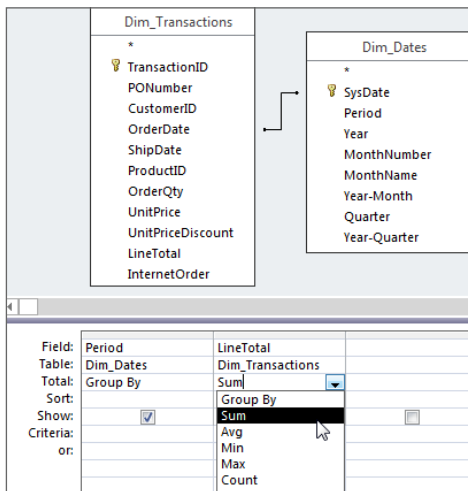 Dim_Transactions
*
TransactionID
PONumber
CustomerID
OrderDate
ShipDate
ProductID
OrderQty
UnitPrice
UnitPriceDiscount
LineTotal
InternetOrder
Dim_Dates
*
SysDate
Period
Year
MonthNumber
MonthName
Year-Month
Quarter
Year-Quarter
Field: Period LineTotal
Table: Dim_Dates Dim_Transactions
Total: Group By Sum
Sort:
Show:
Criteria:
or:
Group By
Sum
Avg
Min
Max
Count